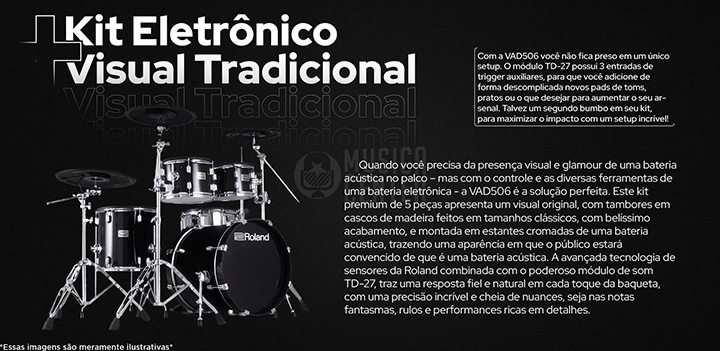 Kit Eletrônico
Visual Tradicional
Visual Tradicional
Com a VAD506 você não fica preso em um único
setup. O módulo TD-27 possui 3 entradas de
trigger auxiliares, para que você adicione de
forma descomplicada novos pads de toms,
pratos ou o que desejar para aumentar o seu ar-
senal. Talvez um segundo bumbo em seu kit,
para maximizar o impacto com um setup incrível!
Quando você precisa da presença visual e glamour de uma bateria
acústica no palco – mas com o controle e as diversas ferramentas de
uma bateria eletrônica - a VAD506 é a solução perfeita. Este kit
premium de 5 peças apresenta um visual original, com tambores em
cascos de madeira feitos em tamanhos clássicos, com belíssimo
acabamento, e montada em estantes cromadas de uma bateria
acústica, trazendo uma aparência em que o público estará
convencido de que é uma bateria acústica. A avançada tecnologia de
sensores da Roland combinada com o poderoso módulo de som
TD-27, traz uma resposta fiel e natural em cada toque da baqueta,
com uma precisão incrível e cheia de nuances, seja nas notas
fantasmas, rulos e performances ricas em detalhes.
Roland
*Essas imagens são meramente ilustrativas*